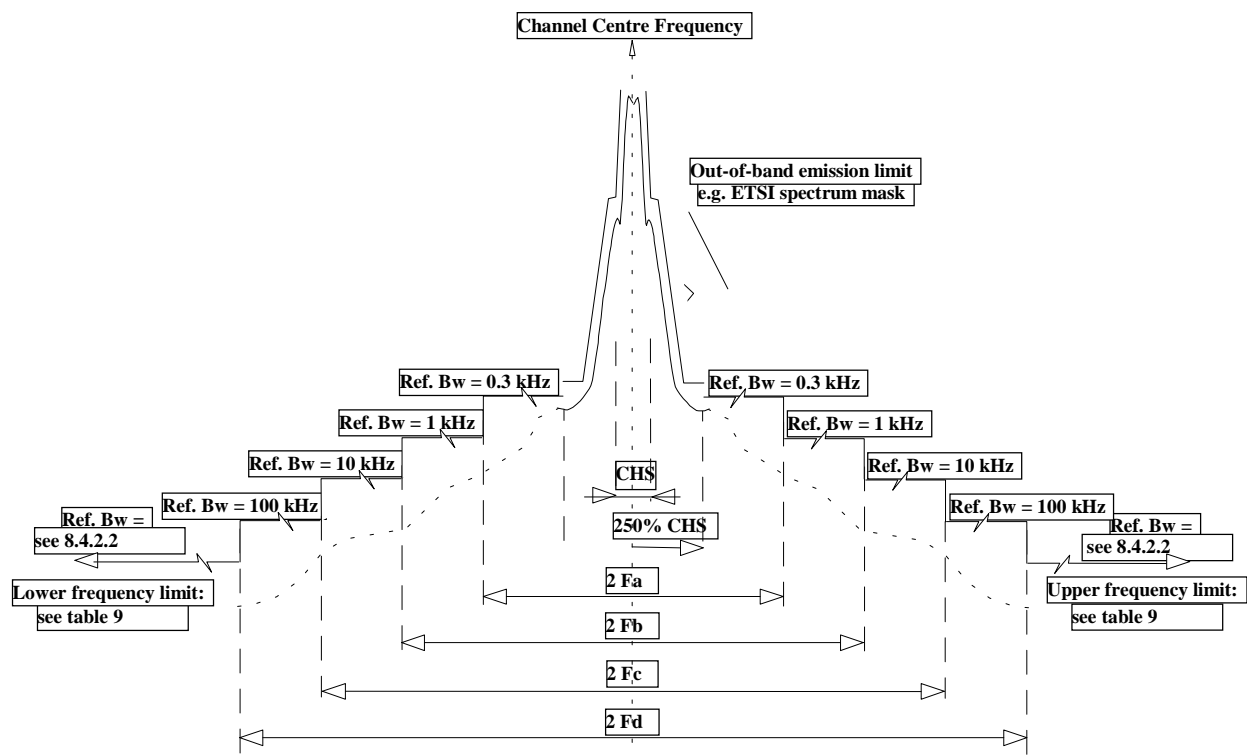 Channel Centre Frequency
Out-of-band emission limit
e.g. ETSI spectrum mask
Ref. Bw = 0.3 kHz
Ref. Bw = 0.3 kHz
Ref. Bw = 1 kHz
Ref. Bw = 1 kHz
Ref. Bw = 10 kHz
Ref. Bw = 10 kHz
CHS
Ref. Bw = 100 kHz
Ref. Bw = 100 kHz
Ref. Bw =
see 8.4.2.2
250% CHS
Ref. Bw =
see 8.4.2.2
2 Fa
Lower frequency limit:
see table 9
Upper frequency limit:
see table 9
2 Fb
2 Fc
2 Fd